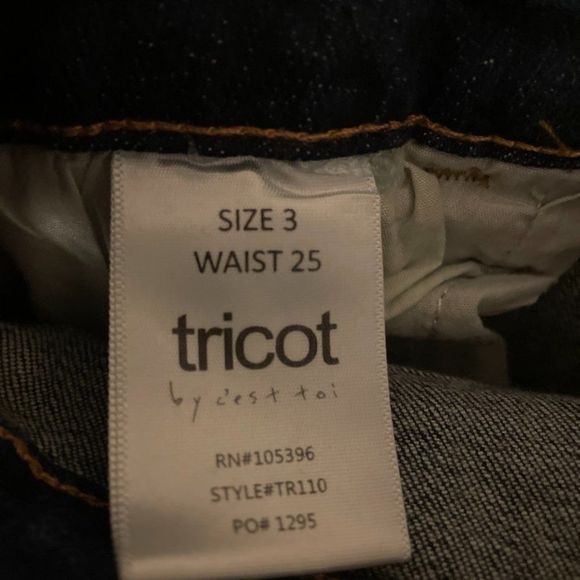 SIZE 3
WAIST 25
tricot
by c'est toi
RN#105396
STYLE#TR110
PO# 1295